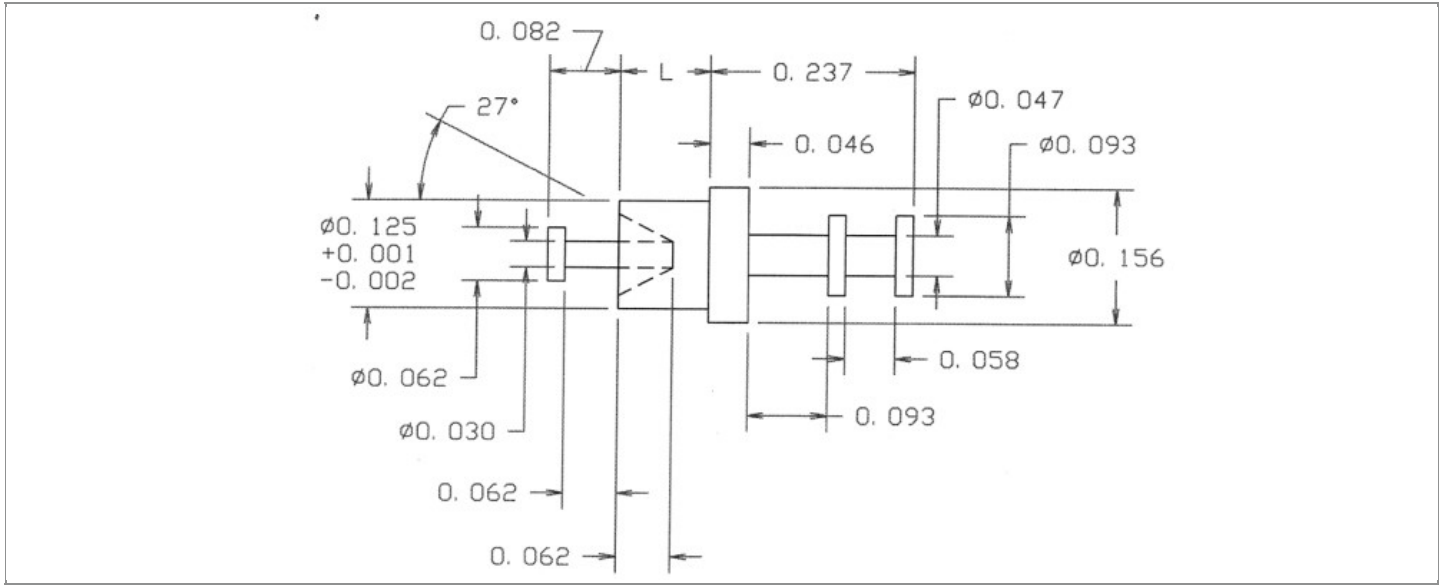 0. 082
L
0. 237
27°
ø0. 047
0. 046
ø0. 093
ø0. 125
+0. 001
-0. 002
ø0. 156
0. 058
ø0. 062
0. 093
ø0. 030
0. 062
0. 062